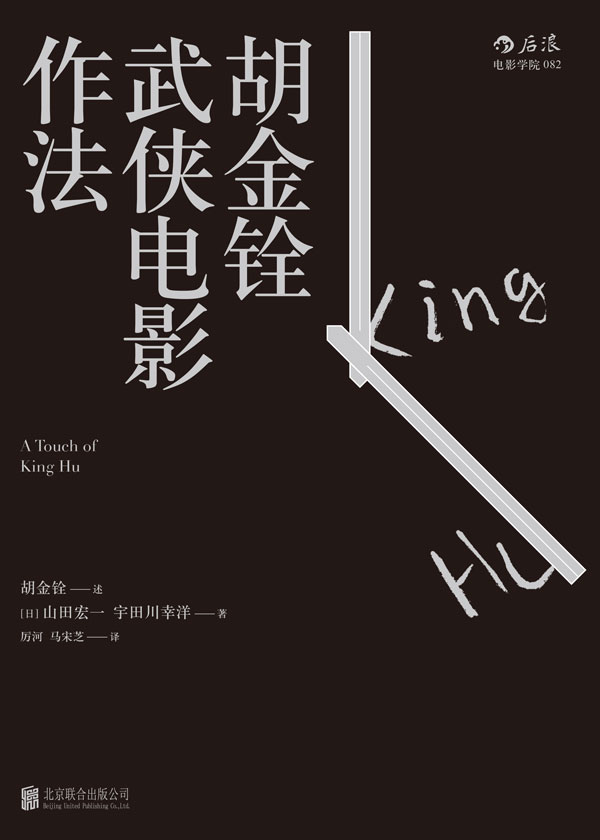 后浪
电影学院 082
胡金铨
武侠电影
作法
King
Hu
A Touch of
King Hu
胡金铨——述
[日]山田宏一 宇田川幸洋——著
厉河 马宋芝——译
北京联合出版公司
Beijing United Publishing Co.,Ltd.